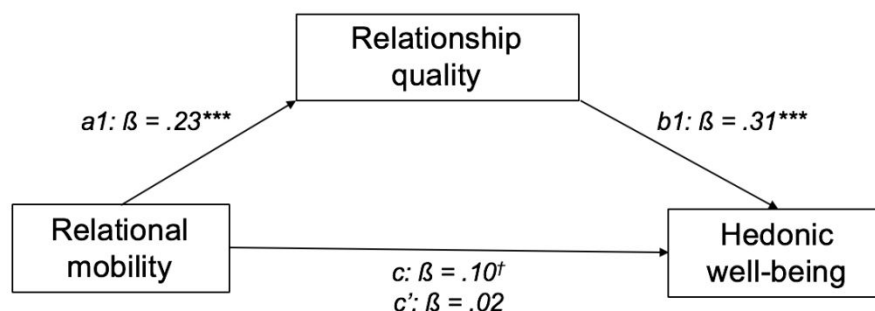 Relationship
quality
a1: ß = .23***
b1: ß = .31***
Relational
mobility
c: ß = .10†
c’: ß = .02
Hedonic
well-being